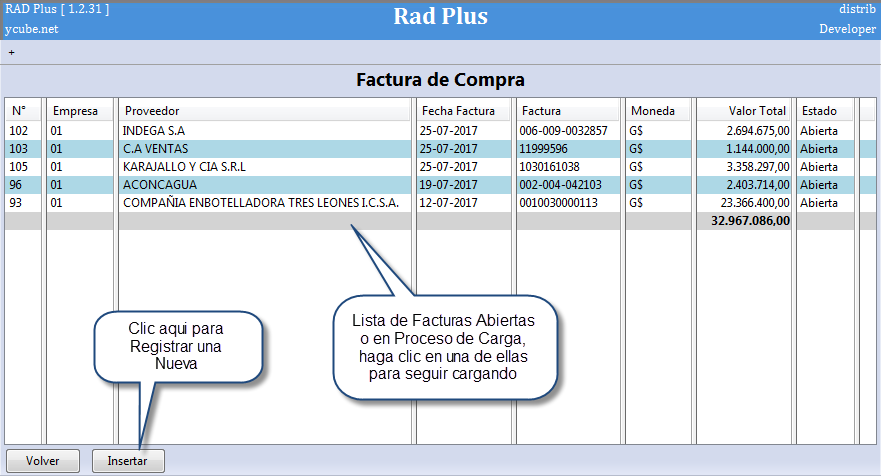 RAD Plus [ 1.2.31 ] Rad Plus distrib
ycube.net Developer
+
Factura de Compra
N° Empresa Proveedor Fecha Factura Factura Moneda Valor Total Estado
102 01 INDEGA S.A 25-07-2017 006-009-0032857 G$ 2.694.675,00 Abierta
103 01 C.A VENTAS 25-07-2017 11999596 G$ 1.144.000,00 Abierta
105 01 KARAJALLO Y CIA S.R.L 25-07-2017 1030161038 G$ 3.358.297,00 Abierta
96 01 ACONCAGUA 19-07-2017 002-004-042103 G$ 2.403.714,00 Abierta
93 01 COMPAÑIA ENBOTELLADORA TRES LEONES I.C.S.A. 12-07-2017 0010030000113 G$ 23.366.400,00 Abierta
32.967.086,00
Lista de Facturas Abiertas
o en Proceso de Carga,
haga clic en una de ellas
para seguir cargando
Clic aqui para
Registrar una
Nueva
Volver Insertar